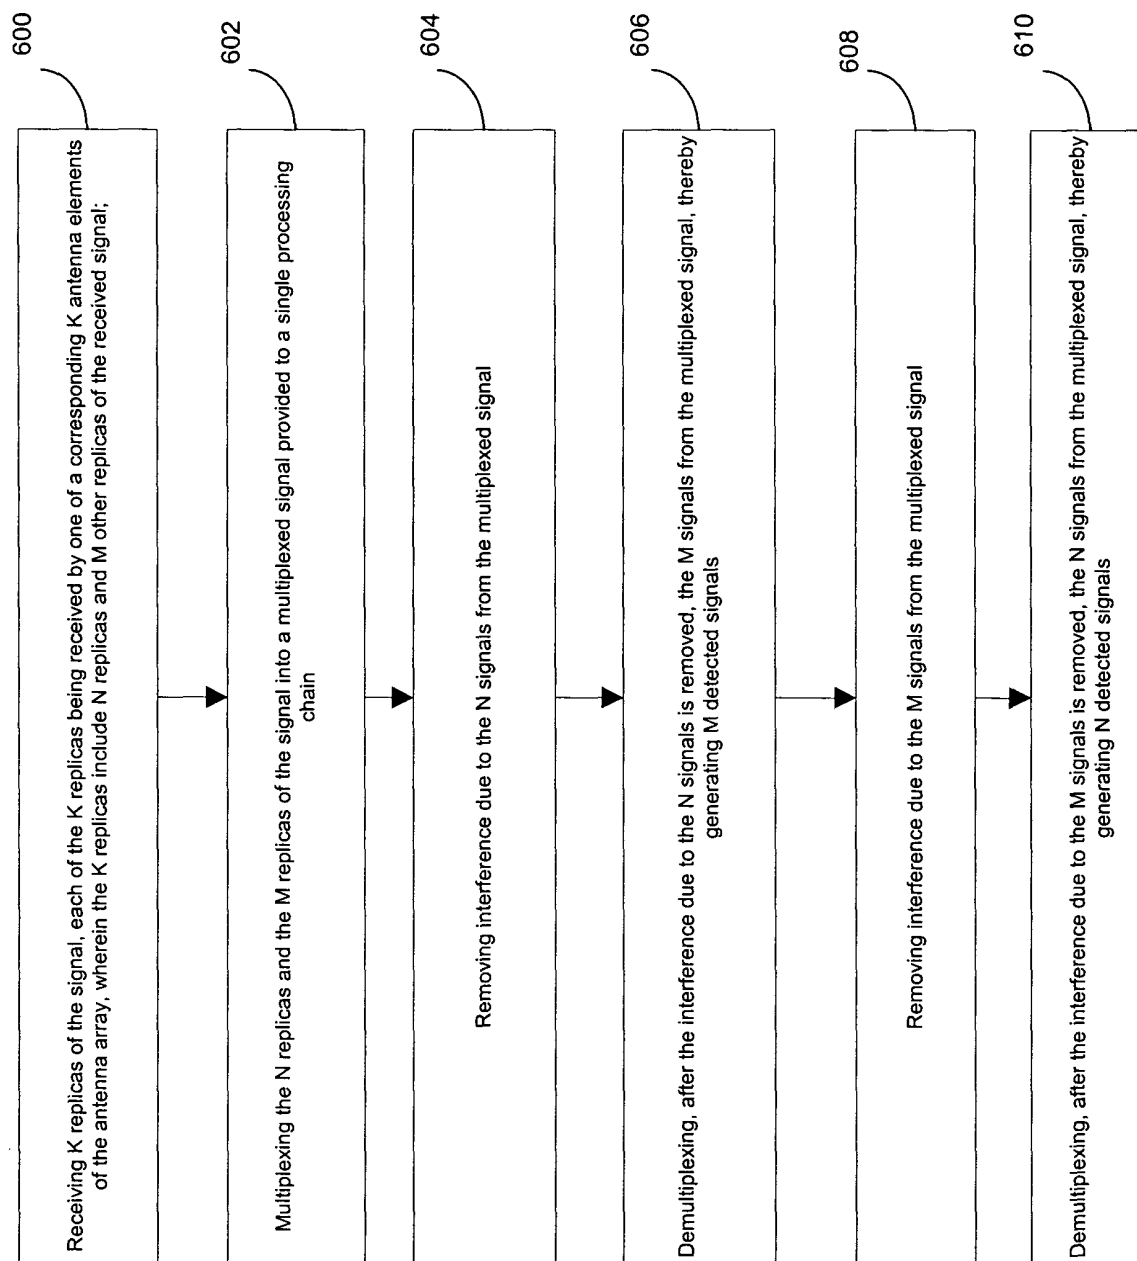 600
Receiving K replicas of the signal, each of the K replicas being received by one of a corresponding K antenna elements
of the antenna array, wherein the K replicas include N replicas and M other replicas of the received signal;
602
Multiplexing the N replicas and the M replicas of the signal into a multiplexed signal provided to a single processing
chain
604
Removing interference due to the N signals from the multiplexed signal
606
Demultiplexing, after the interference due to the N signals is removed, the M signals from the multiplexed signal, thereby
generating M detected signals
608
Removing interference due to the M signals from the multiplexed signal
610
Demultiplexing, after the interference due to the M signals is removed, the N signals from the multiplexed signal, thereby
generating N detected signals